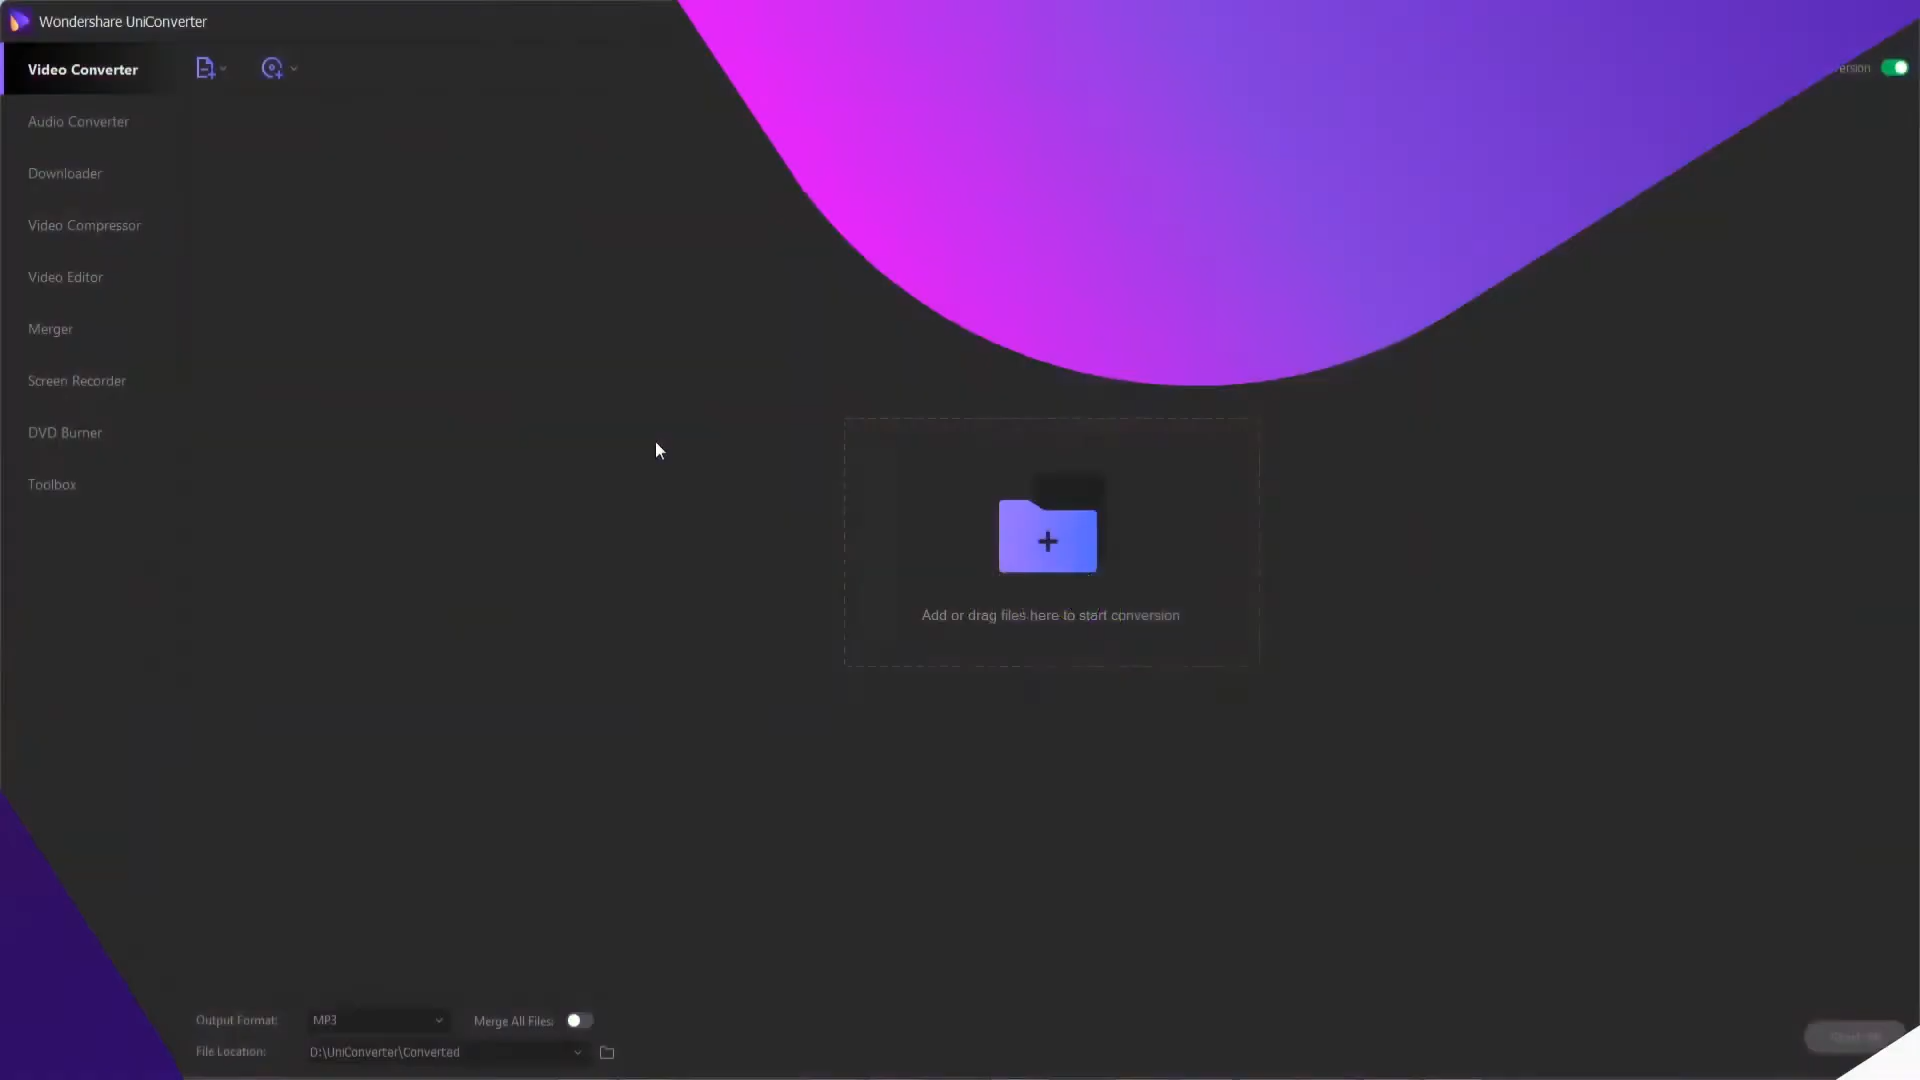 Wondershare UniConverter
Video Converter
ersion
Audio Converter
Downloader
Video Compressor
Video Editor
Merger
Screen Recorder
DVD Burner
Toolbox
Add or drag files here to start conversion
Output Format: MP3 Merge All Files:
File Location: D:\UniConverter\Converted